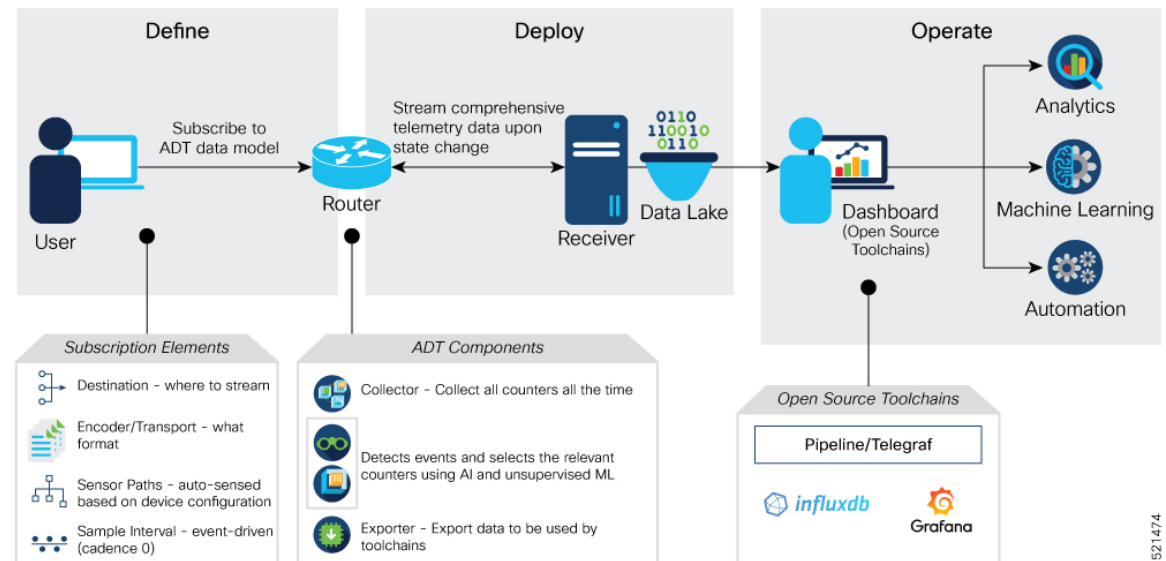 Define
Deploy
Operate
Subscribe to
ADT data model
Stream comprehensive
telemetry data upon
state change
0110
110010
0110
User
Router
Receiver
Data Lake
Dashboard
(Open Source
Toolchains)
Analytics
Machine Learning
Automation
Subscription Elements
Destination - where to stream
Encoder/Transport - what
format
Sensor Paths - auto-sensed
based on device configuration
Sample Interval - event-driven
(cadence 0)
ADT Components
Collector - Collect all counters all the time
Detects events and selects the relevant
counters using AI and unsupervised ML
Exporter - Export data to be used by
toolchains
Open Source Toolchains
Pipeline/Telegraf
influxdb
Grafana
521474